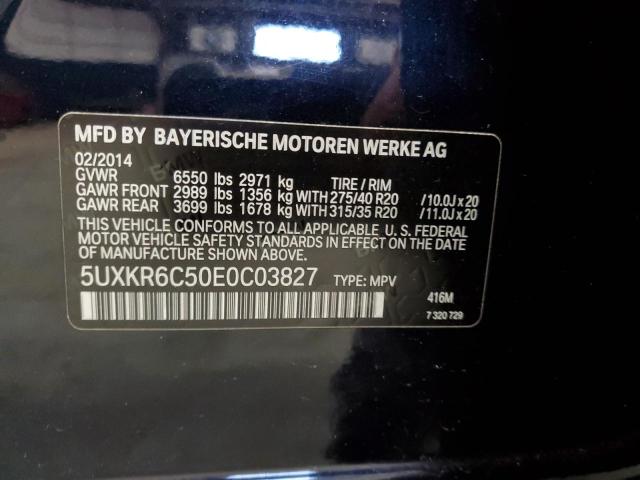 MFD BY BAYERISCHE MOTOREN WERKE AG
02/2014
GVWR 6550 lbs 2971 kg TIRE / RIM
GAWR FRONT 2989 lbs 1356 kg WITH 275/40 R20 /10.0J x 20
GAWR REAR 3699 lbs 1678 kg WITH 315/35 R20 /11.0J x 20
THIS VEHICLE CONFORMS TO ALL APPLICABLE U.S. FEDERAL
MOTOR VEHICLE SAFETY STANDARDS IN EFFECT ON THE DATE
OF MANUFACTURE SHOWN ABOVE.
5UXKR6C50E0C03827 TYPE: MPV
416M
7 320 729